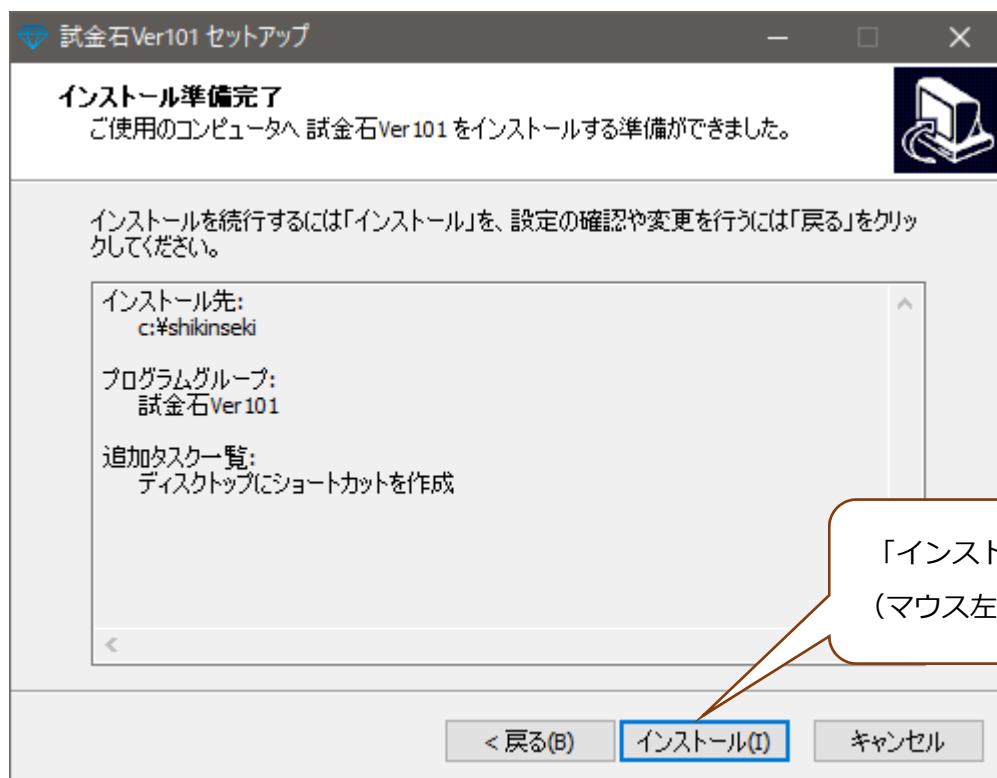 試金石Ver101 セットアップ
インストール準備完了
ご使用のコンピュータへ 試金石Ver101 をインストールする準備ができました。
インストールを続行するには「インストール」を、設定の確認や変更を行うには「戻る」をクリッ
クしてください。
インストール先:
c:¥shikinseki
プログラムグループ:
試金石Ver101
追加タスク一覧:
ディスクトップにショートカットを作成
「インスト
（マウス左
< 戻る(B)
インストール(I)
キャンセル